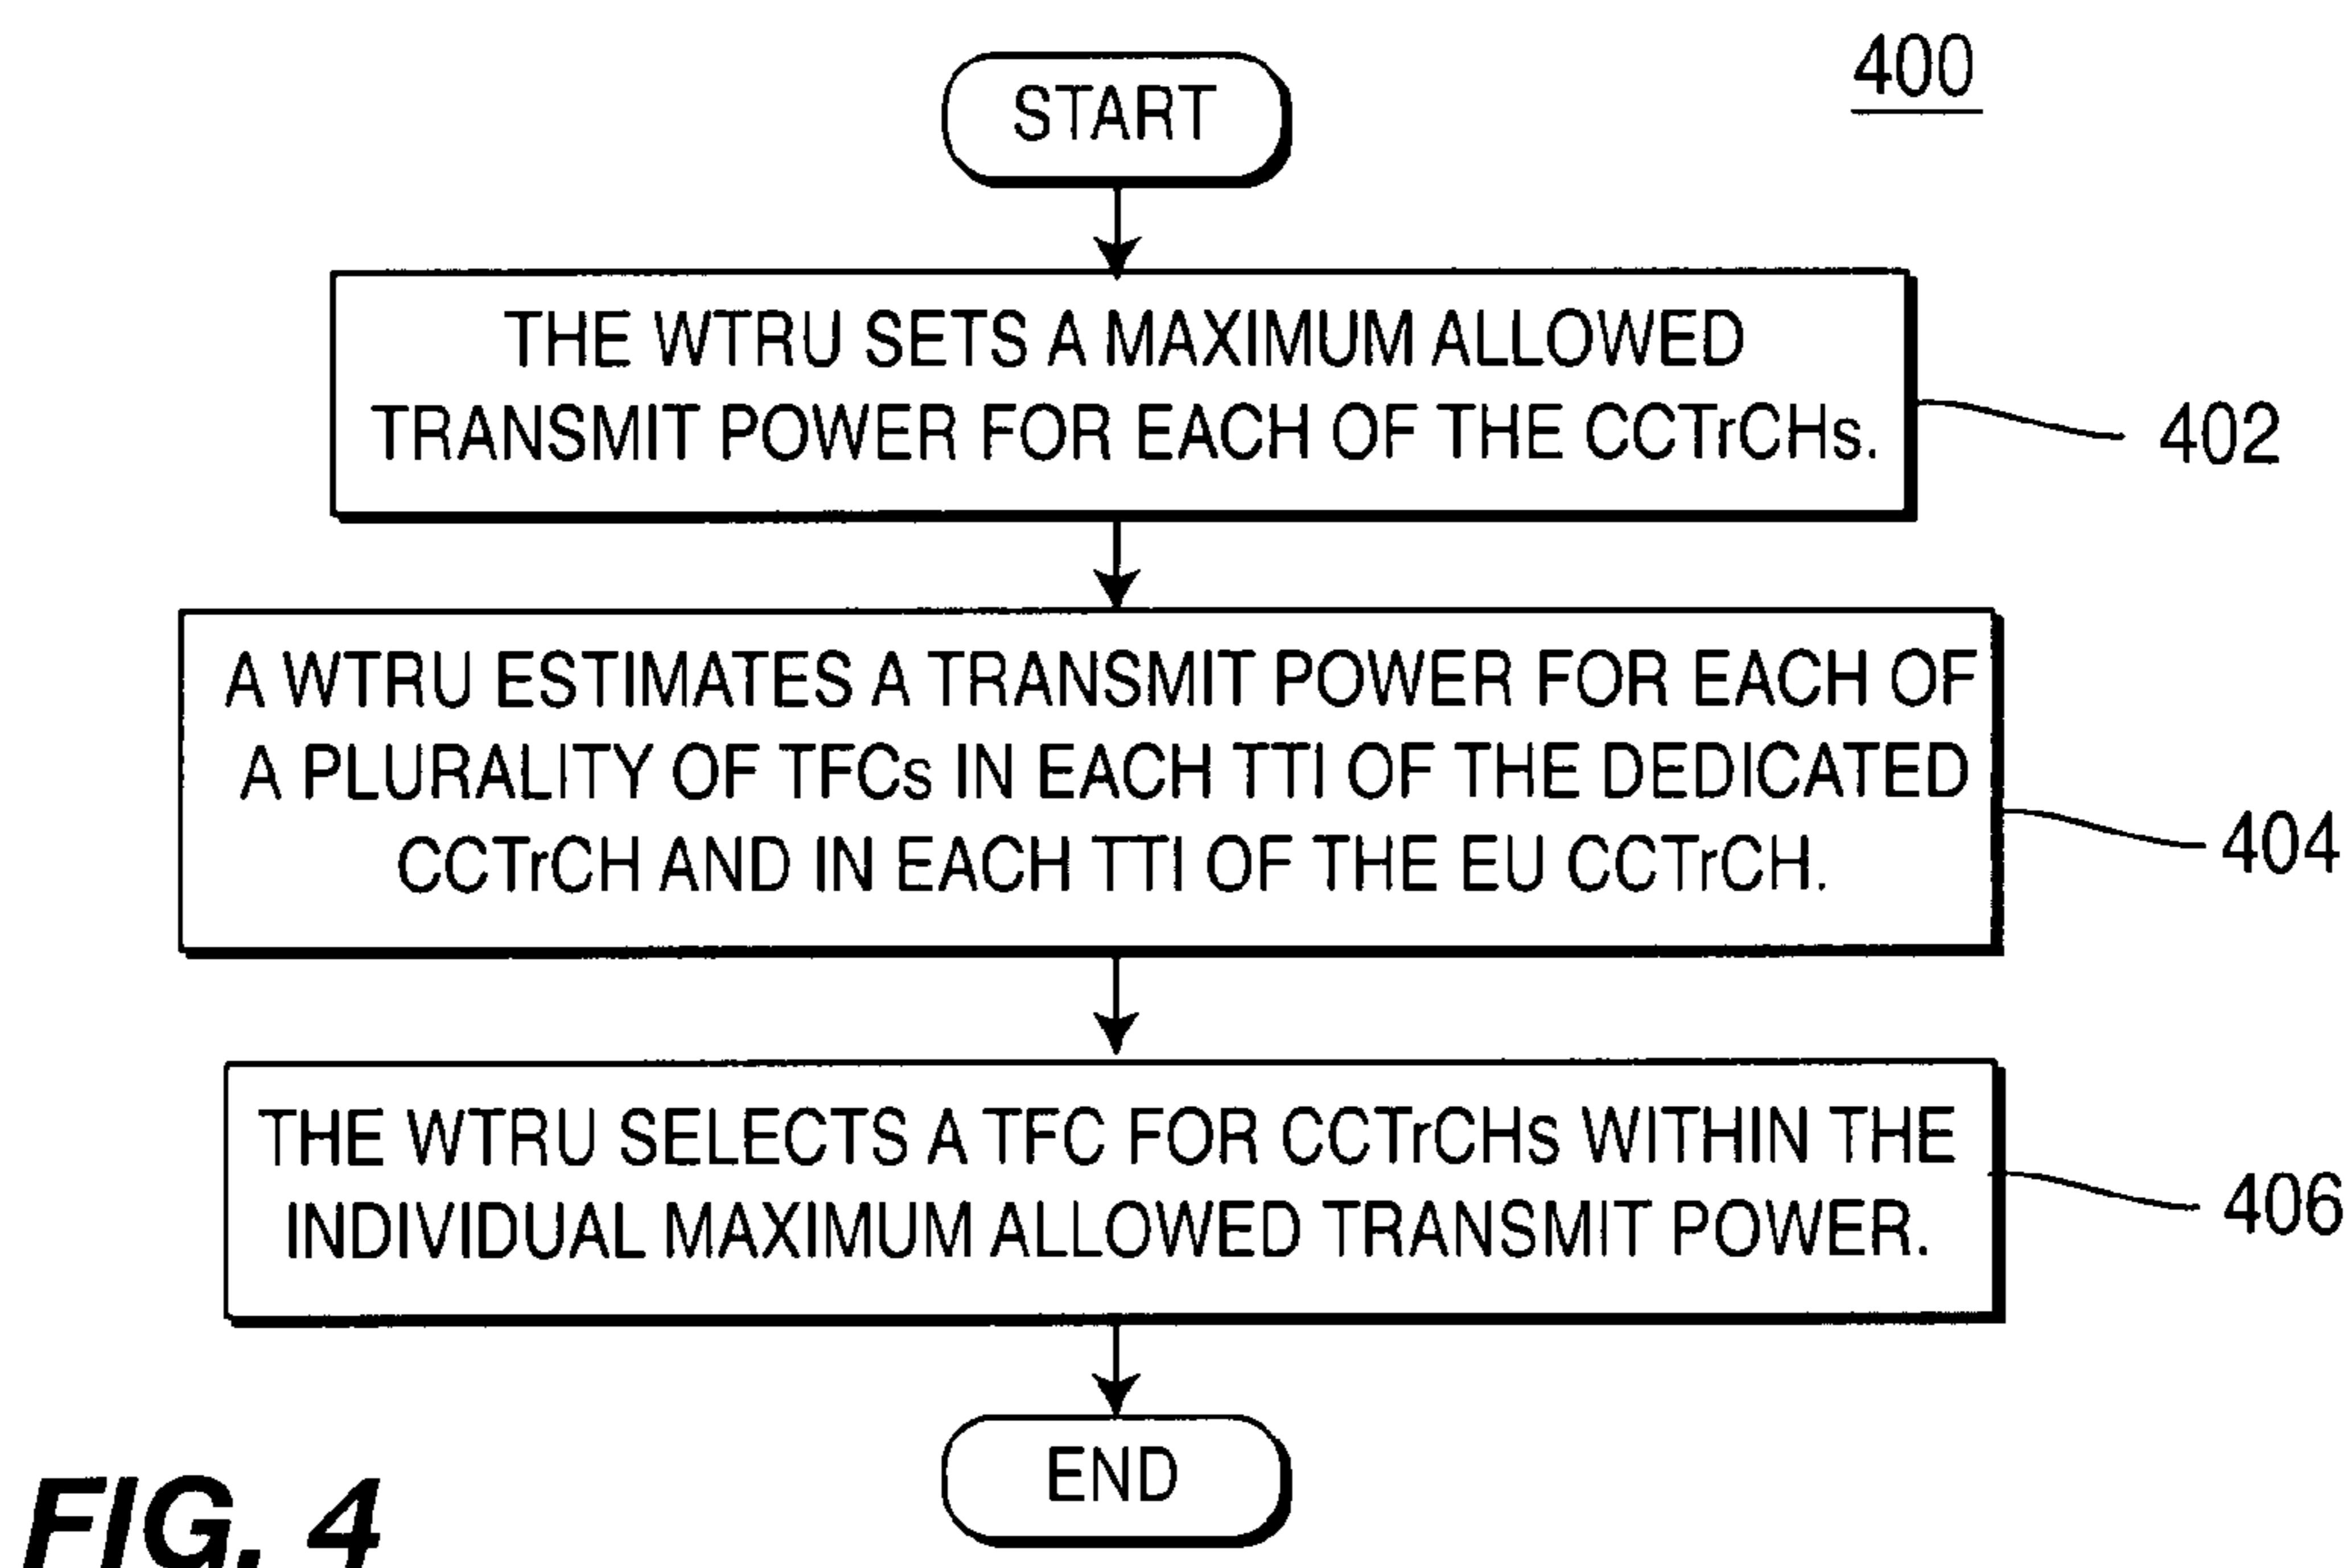 400
START
THE WTRU SETS A MAXIMUM ALLOWED
TRANSMIT POWER FOR EACH OF THE CCTrCHs.
402
A WTRU ESTIMATES A TRANSMIT POWER FOR EACH OF
A PLURALITY OF TFCs IN EACH TTI OF THE DEDICATED
CCTrCH AND IN EACH TTI OF THE EU CCTrCH.
404
THE WTRU SELECTS A TFC FOR CCTrCHs WITHIN THE
INDIVIDUAL MAXIMUM ALLOWED TRANSMIT POWER.
406
END
FIG. 4